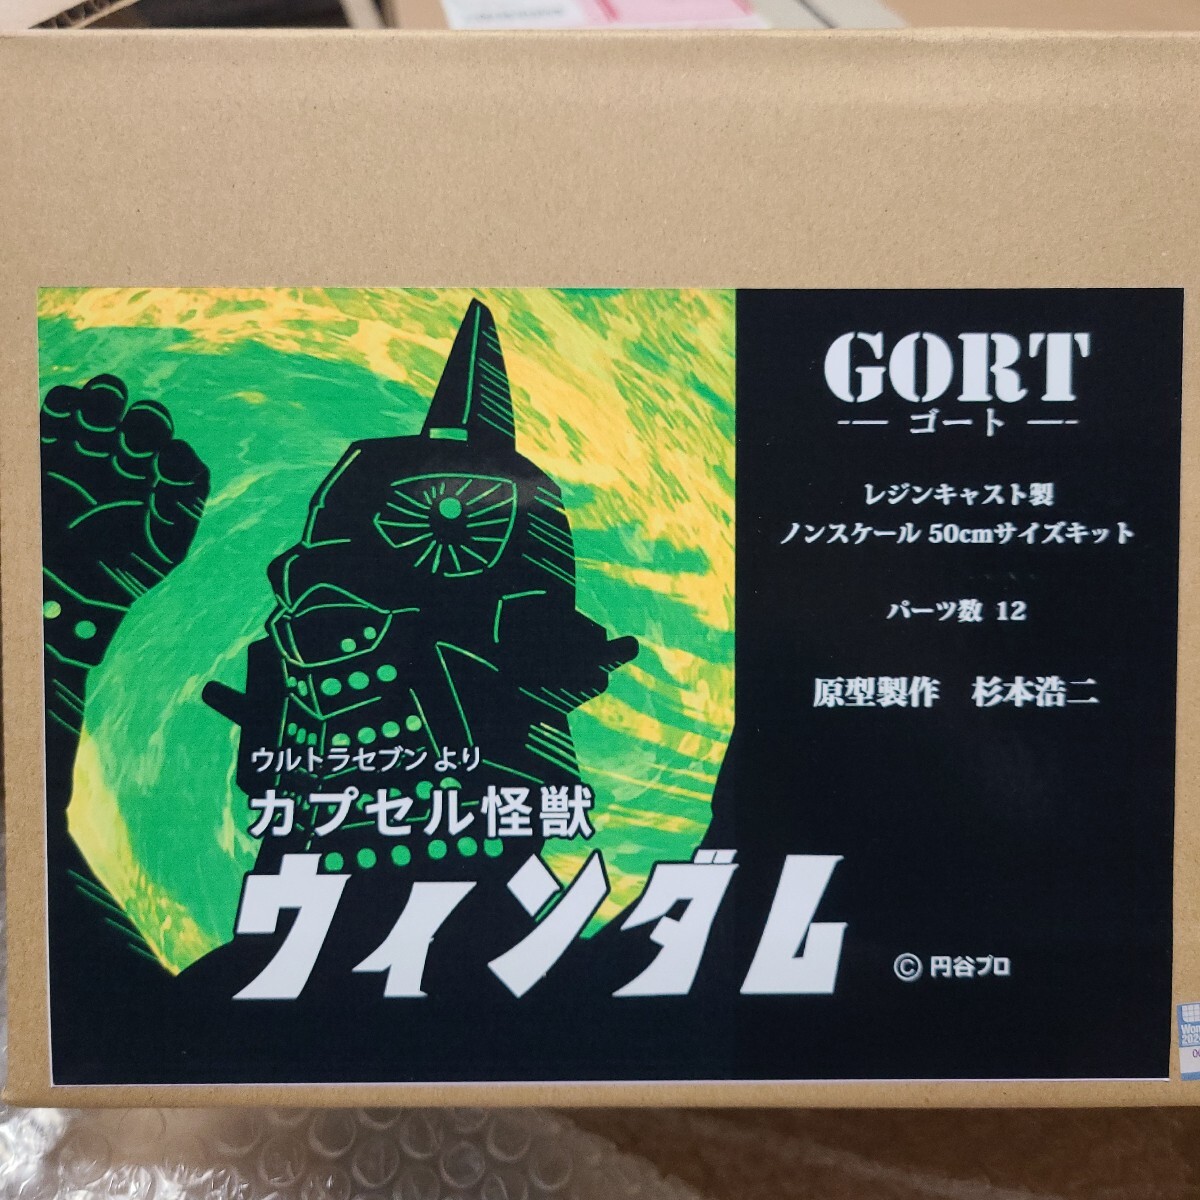 GORT
ゴート
レジンキャスト製
ノンスケール 50cmサイズキット
パーツ数 12
原型製作 杉本浩二
ウルトラセブン より
カプセル怪獣
ウィンダム
© 円谷プロ